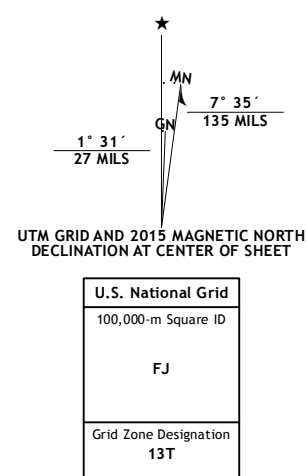 ★
MN
7° 35´
135 MILS
GN
1° 31´
27 MILS
UTM GRID AND 2015 MAGNETIC NORTH
DECLINATION AT CENTER OF SHEET
U.S. National Grid
100,000-m Square ID
FJ
Grid Zone Designation
13T